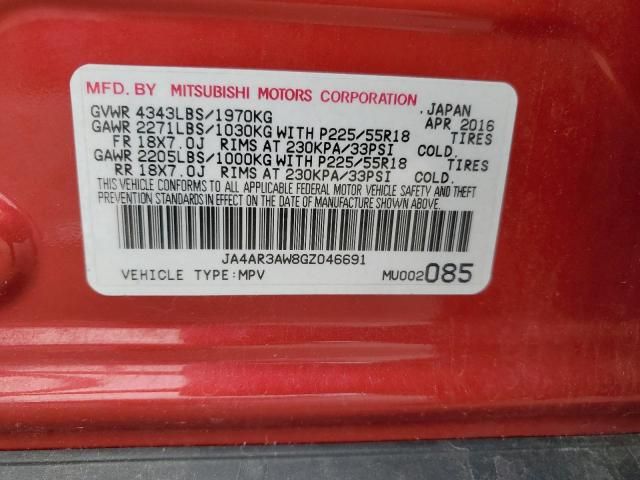 MFD. BY MITSUBISHI MOTORS CORPORATION
GVWR 4343LBS/1970KG , JAPAN APR 2016
GAWR 2271LBS/1030KG WITH P225/55R18 TIRES
FR 18X7.0J RIMS AT 230KPA/33PSI COLD.
GAWR 2205LBS/1000KG WITH P225/55R18 TIRES
RR 18X7.0J RIMS AT 230KPA/33PSI COLD.
THIS VEHICLE CONFORMS TO ALL APPLICABLE FEDERAL MOTOR VEHICLE SAFETY AND THEFT
PREVENTION STANDARDS IN EFFECT ON THE DATE OF MANUFACTURE SHOWN ABOVE.
JA4AR3AW8GZ046691
VEHICLE TYPE:MPV MU002085